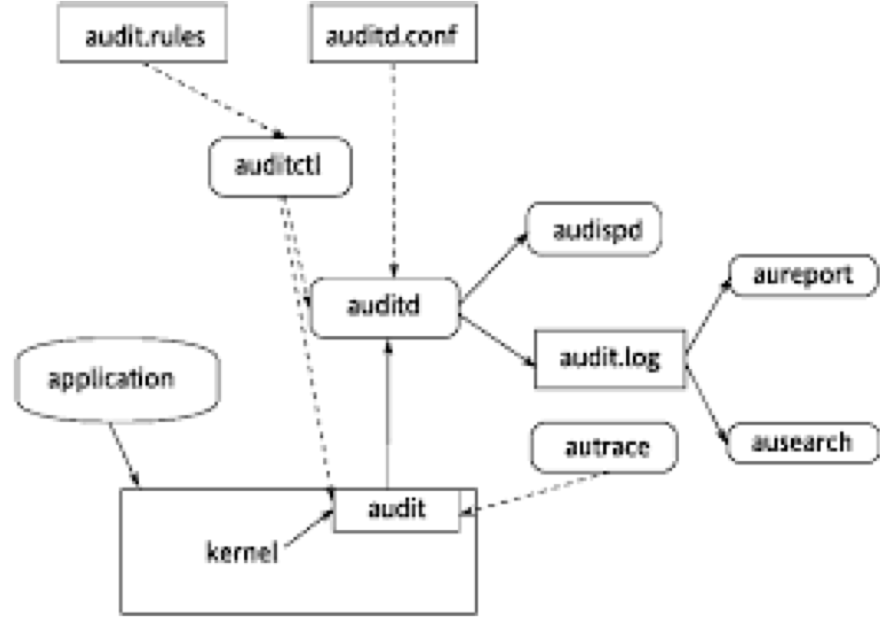 audit.rules
auditd.conf
auditctl
audispd
aureport
auditd
audit.log
application
autrace
ausearch
audit
kernel